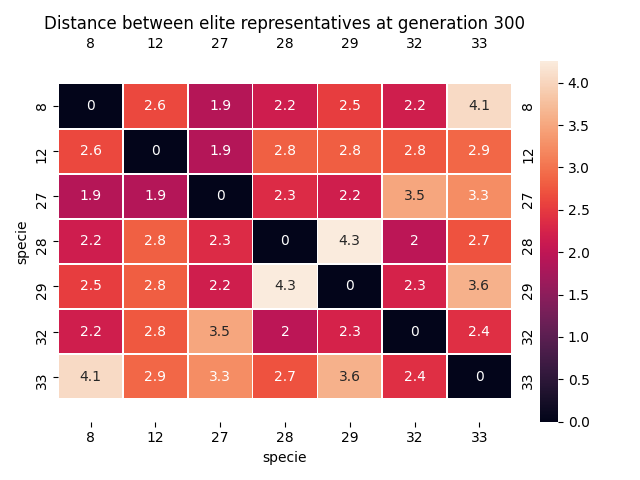 Distance between elite representatives at generation 300
8 12 27 28 29 32 33
8 0 2.6 1.9 2.2 2.5 2.2 4.1 8
12 2.6 0 1.9 2.8 2.8 2.8 2.9 12
27 1.9 1.9 0 2.3 2.2 3.5 3.3 27
28 2.2 2.8 2.3 0 4.3 2 2.7 28
29 2.5 2.8 2.2 4.3 0 2.3 3.6 29
32 2.2 2.8 3.5 2 2.3 0 2.4 32
33 4.1 2.9 3.3 2.7 3.6 2.4 0 33
8 12 27 28 29 32 33
specie
specie
4.0
3.5
3.0
2.5
2.0
1.5
1.0
0.5
0.0